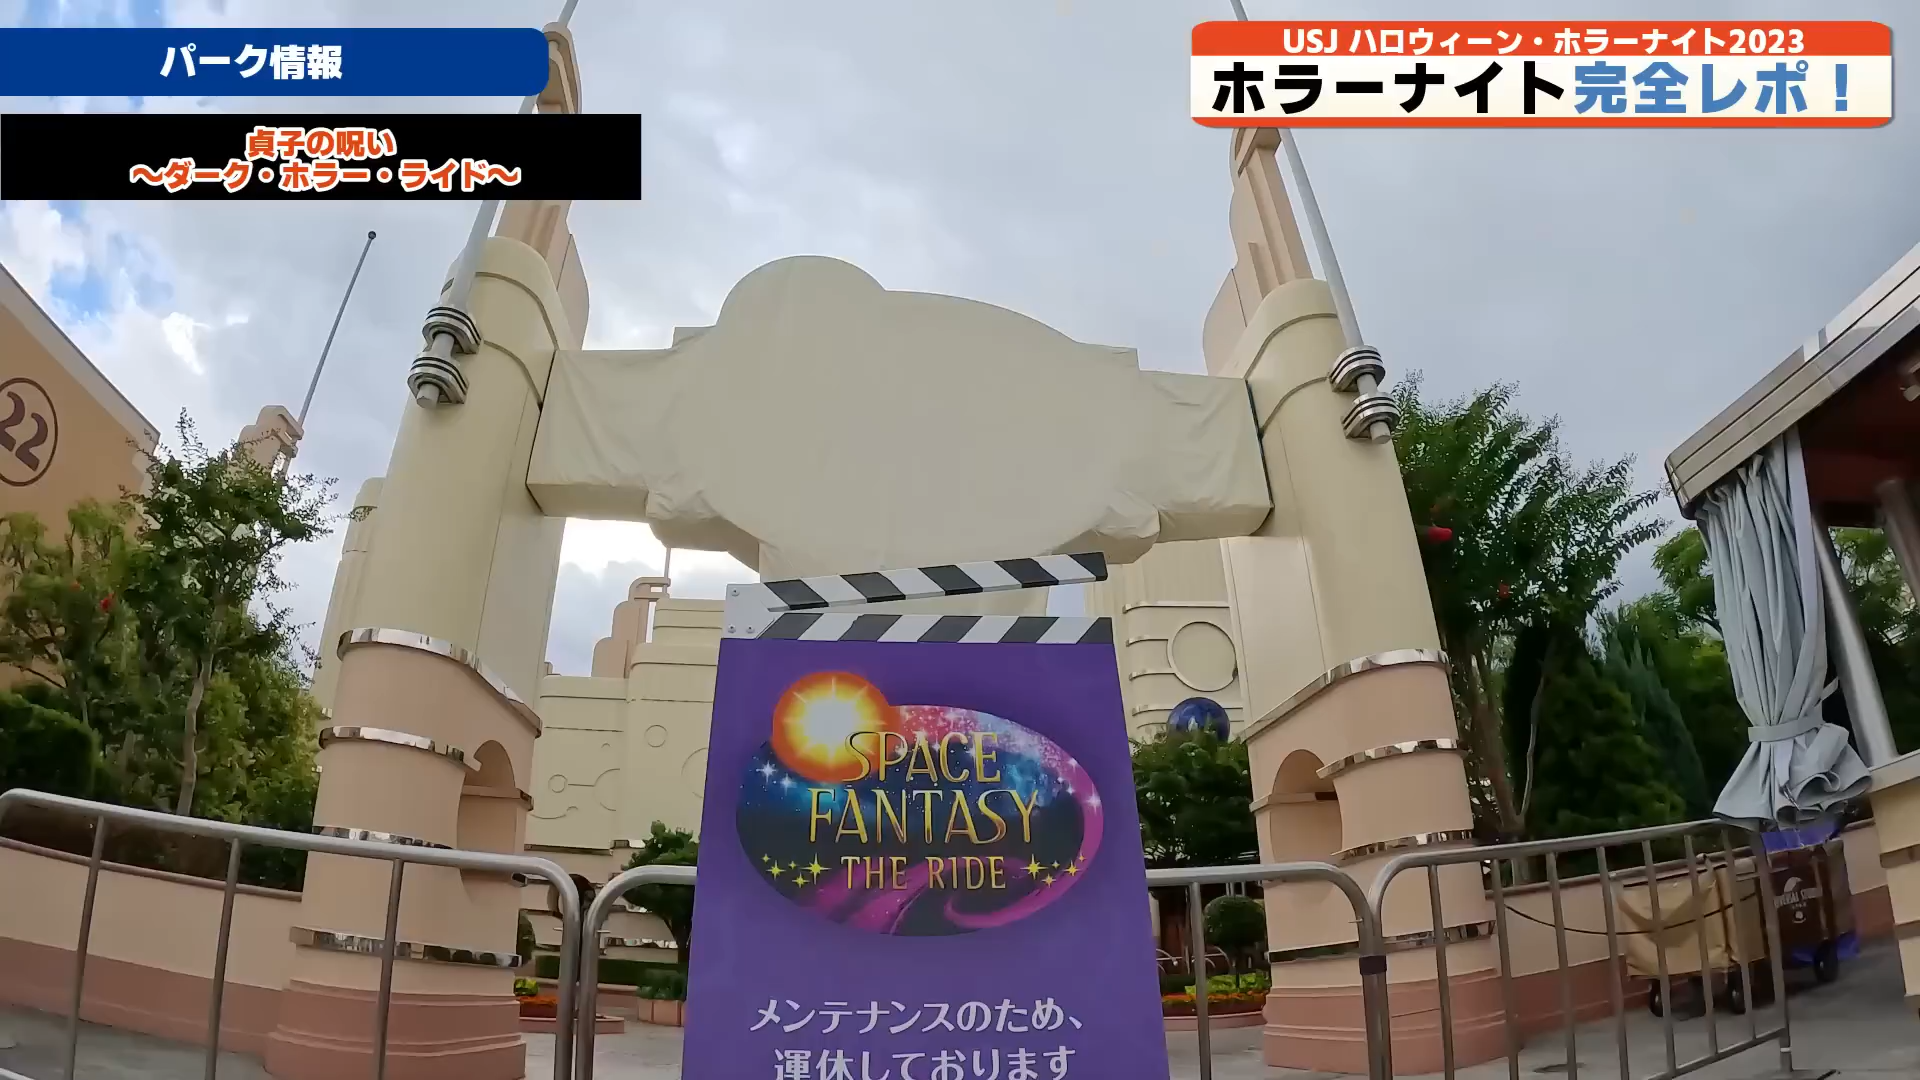 パーク情報
USJ ハロウィーン・ホラーナイト2023
ホラーナイト完全レポ！
貞子の呪い
～ダーク・ホラー・ライド～
22
SPACE
FANTASY
THE RIDE
メンテナンスのため、
運休しております